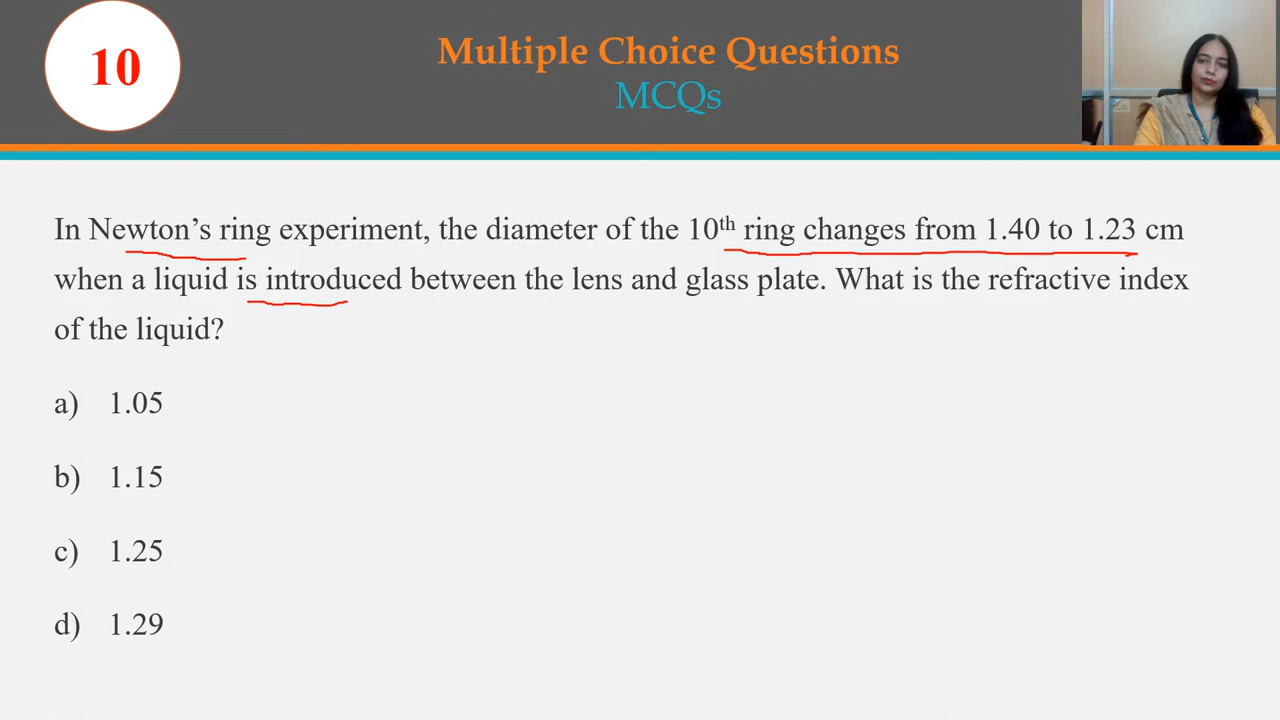 10
Multiple Choice Questions
MCQs
In Newton’s ring experiment, the diameter of the 10th ring changes from 1.40 to 1.23 cm
when a liquid is introduced between the lens and glass plate. What is the refractive index
of the liquid?
a) 1.05
b) 1.15
c) 1.25
d) 1.29